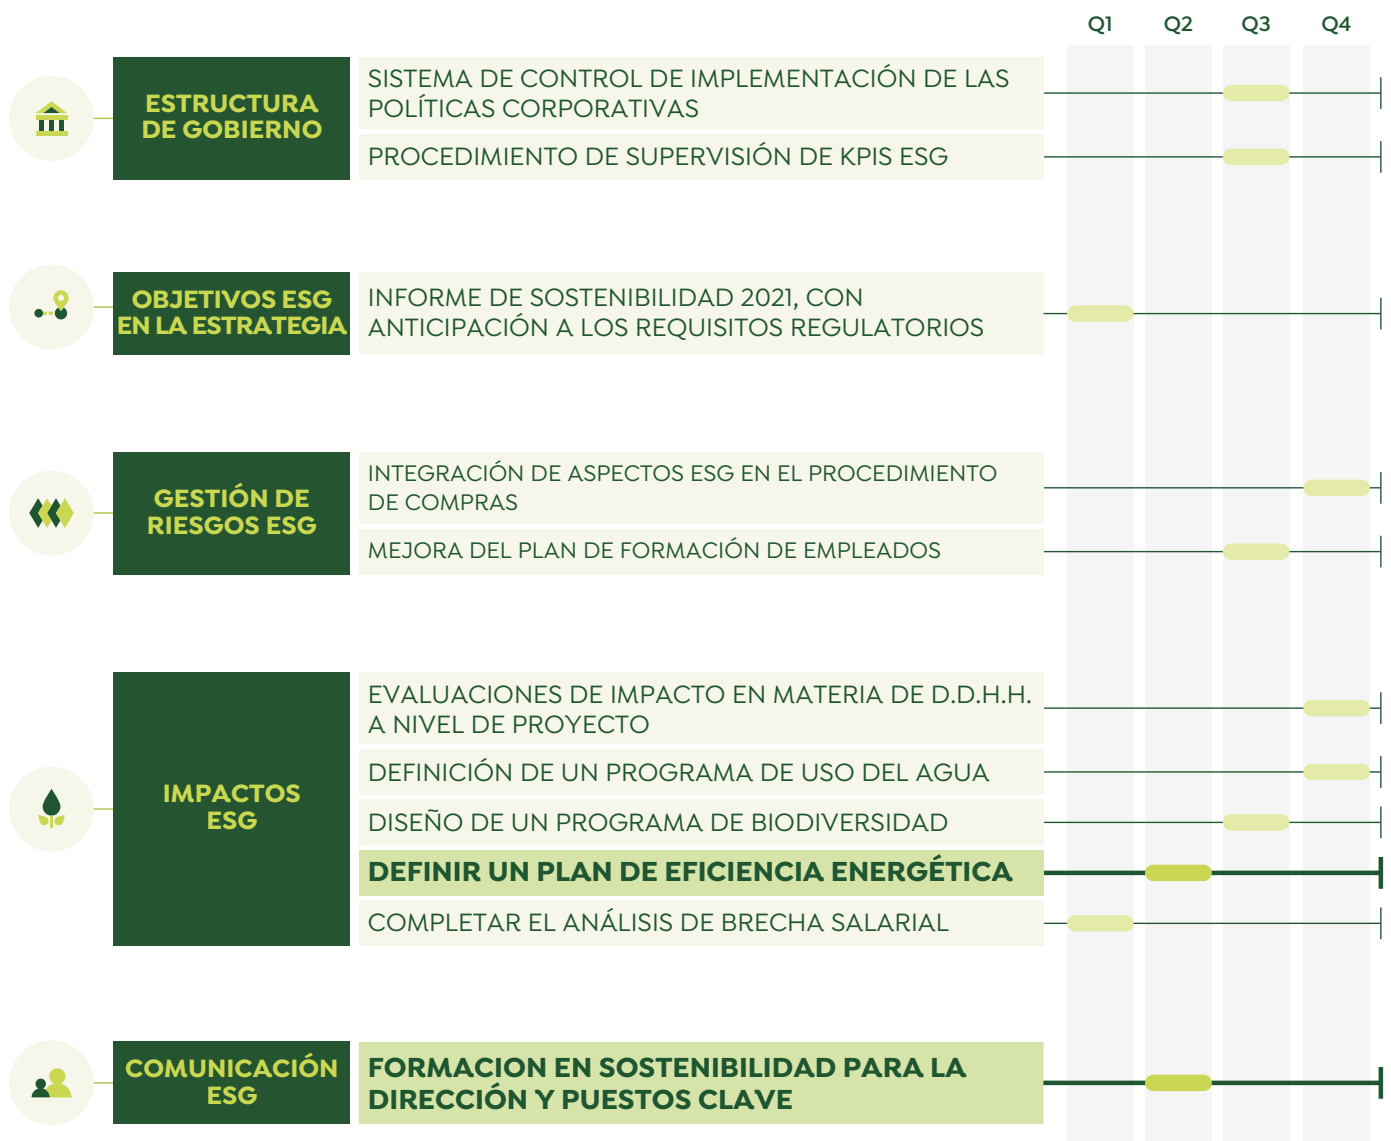 Q1 Q2 Q3 Q4
ESTRUCTURA
DE GOBIERNO
SISTEMA DE CONTROL DE IMPLEMENTACIÓN DE LAS
POLÍTICAS CORPORATIVAS
PROCEDIMIENTO DE SUPERVISIÓN DE KPIS ESG
OBJETIVOS ESG
EN LA ESTRATEGIA
INFORME DE SOSTENIBILIDAD 2021, CON
ANTICIPACIÓN A LOS REQUISITOS REGULATORIOS
GESTIÓN DE
RIESGOS ESG
INTEGRACIÓN DE ASPECTOS ESG EN EL PROCEDIMIENTO
DE COMPRAS
MEJORA DEL PLAN DE FORMACIÓN DE EMPLEADOS
IMPACTOS
ESG
EVALUACIONES DE IMPACTO EN MATERIA DE D.D.H.H.
A NIVEL DE PROYECTO
DEFINICIÓN DE UN PROGRAMA DE USO DEL AGUA
DISEÑO DE UN PROGRAMA DE BIODIVERSIDAD
DEFINIR UN PLAN DE EFICIENCIA ENERGÉTICA
COMPLETAR EL ANÁLISIS DE BRECHA SALARIAL
COMUNICACIÓN
ESG
FORMACION EN SOSTENIBILIDAD PARA LA
DIRECCIÓN Y PUESTOS CLAVE